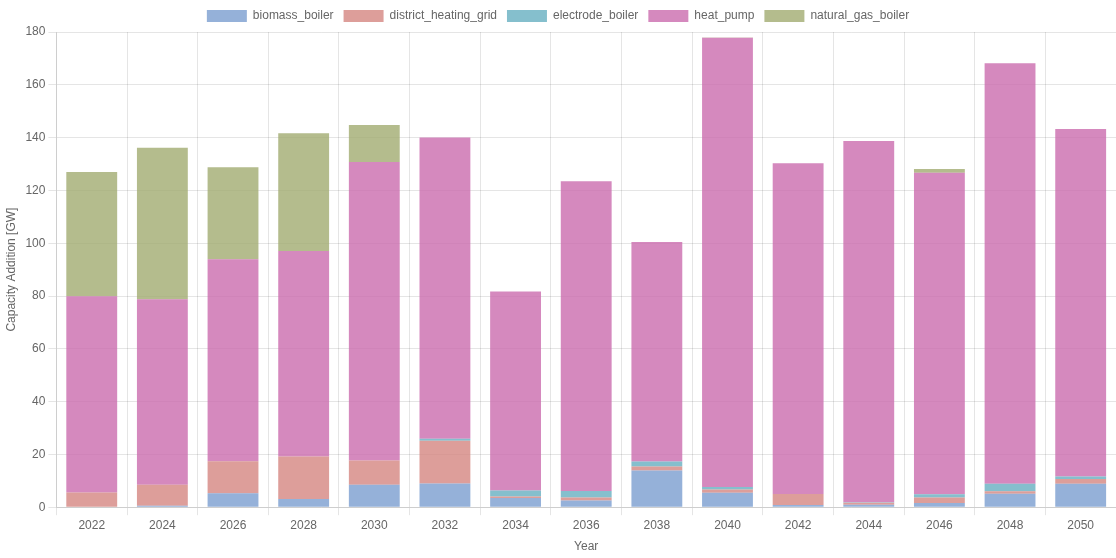 biomass_boiler district_heating_grid electrode_boiler heat_pump natural_gas_boiler
Capacity Addition [GW]
180
160
140
120
100
80
60
40
20
0
2022 2024 2026 2028 2030 2032 2034 2036 2038 2040 2042 2044 2046 2048 2050
Year